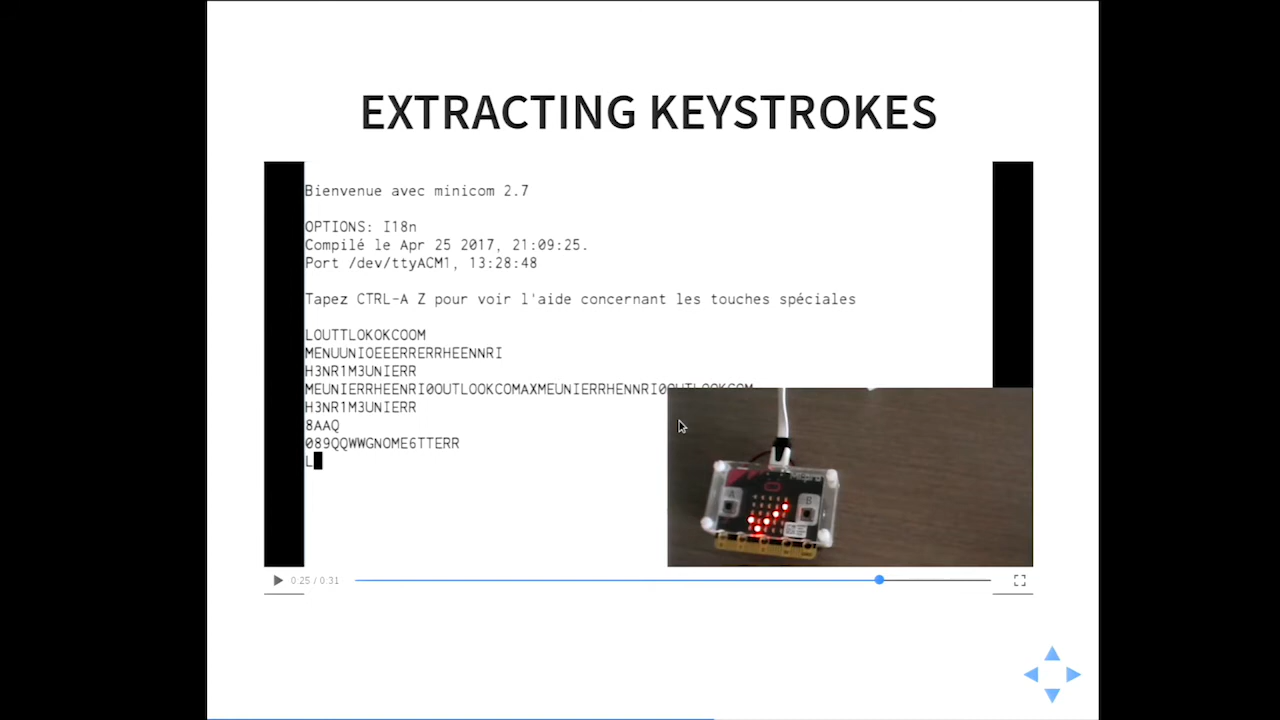 EXTRACTING KEYSTROKES
Bienvenue avec minicom 2.7
OPTIONS: I18n
Compilé le Apr 25 2017, 21:09:25.
Port /dev/ttyACM1, 13:28:48
Tapez CTRL-A Z pour voir l'aide concernant les touches spéciales
LOUTTLOKOKCOOM
MENUUNIOEEERRERRHEENNRI
H3NR1M3UNIERR
MEUNIERRHEENRI0OUTLOOKCOMAXMEUNIERRHENNRI0OUTLOOKCOM
H3NR1M3UNIERR
8AAQ
089QQWWGNOME6TTERR
L
A
B
0:25 / 0:31